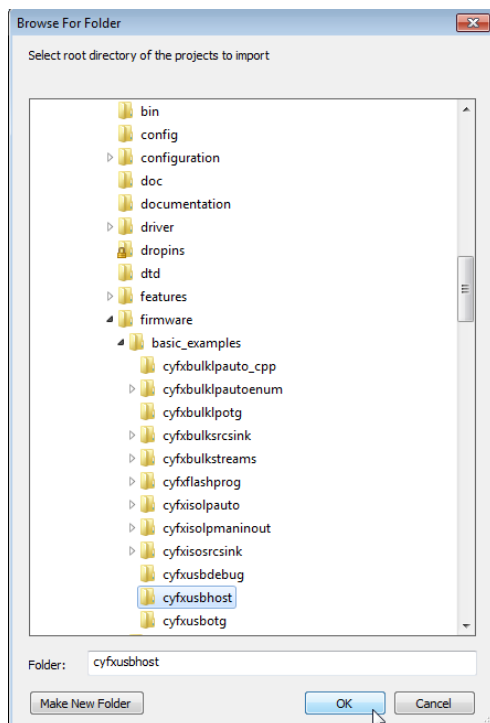 Browse For Folder
Select root directory of the projects to import
bin
config
configuration
doc
documentation
driver
dropins
dtd
features
firmware
basic_examples
cyfxbulklpauto_cpp
cyfxbulklpautoenum
cyfxbulklpotg
cyfxbulksrcsink
cyfxbulkstreams
cyfxflashprog
cyfxisolpauto
cyfxisolpmaninout
cyfxisosrcsink
cyfxusbdebug
cyfxusbhost
cyfxusbotg
Folder: cyfxusbhost
Make New Folder OK Cancel